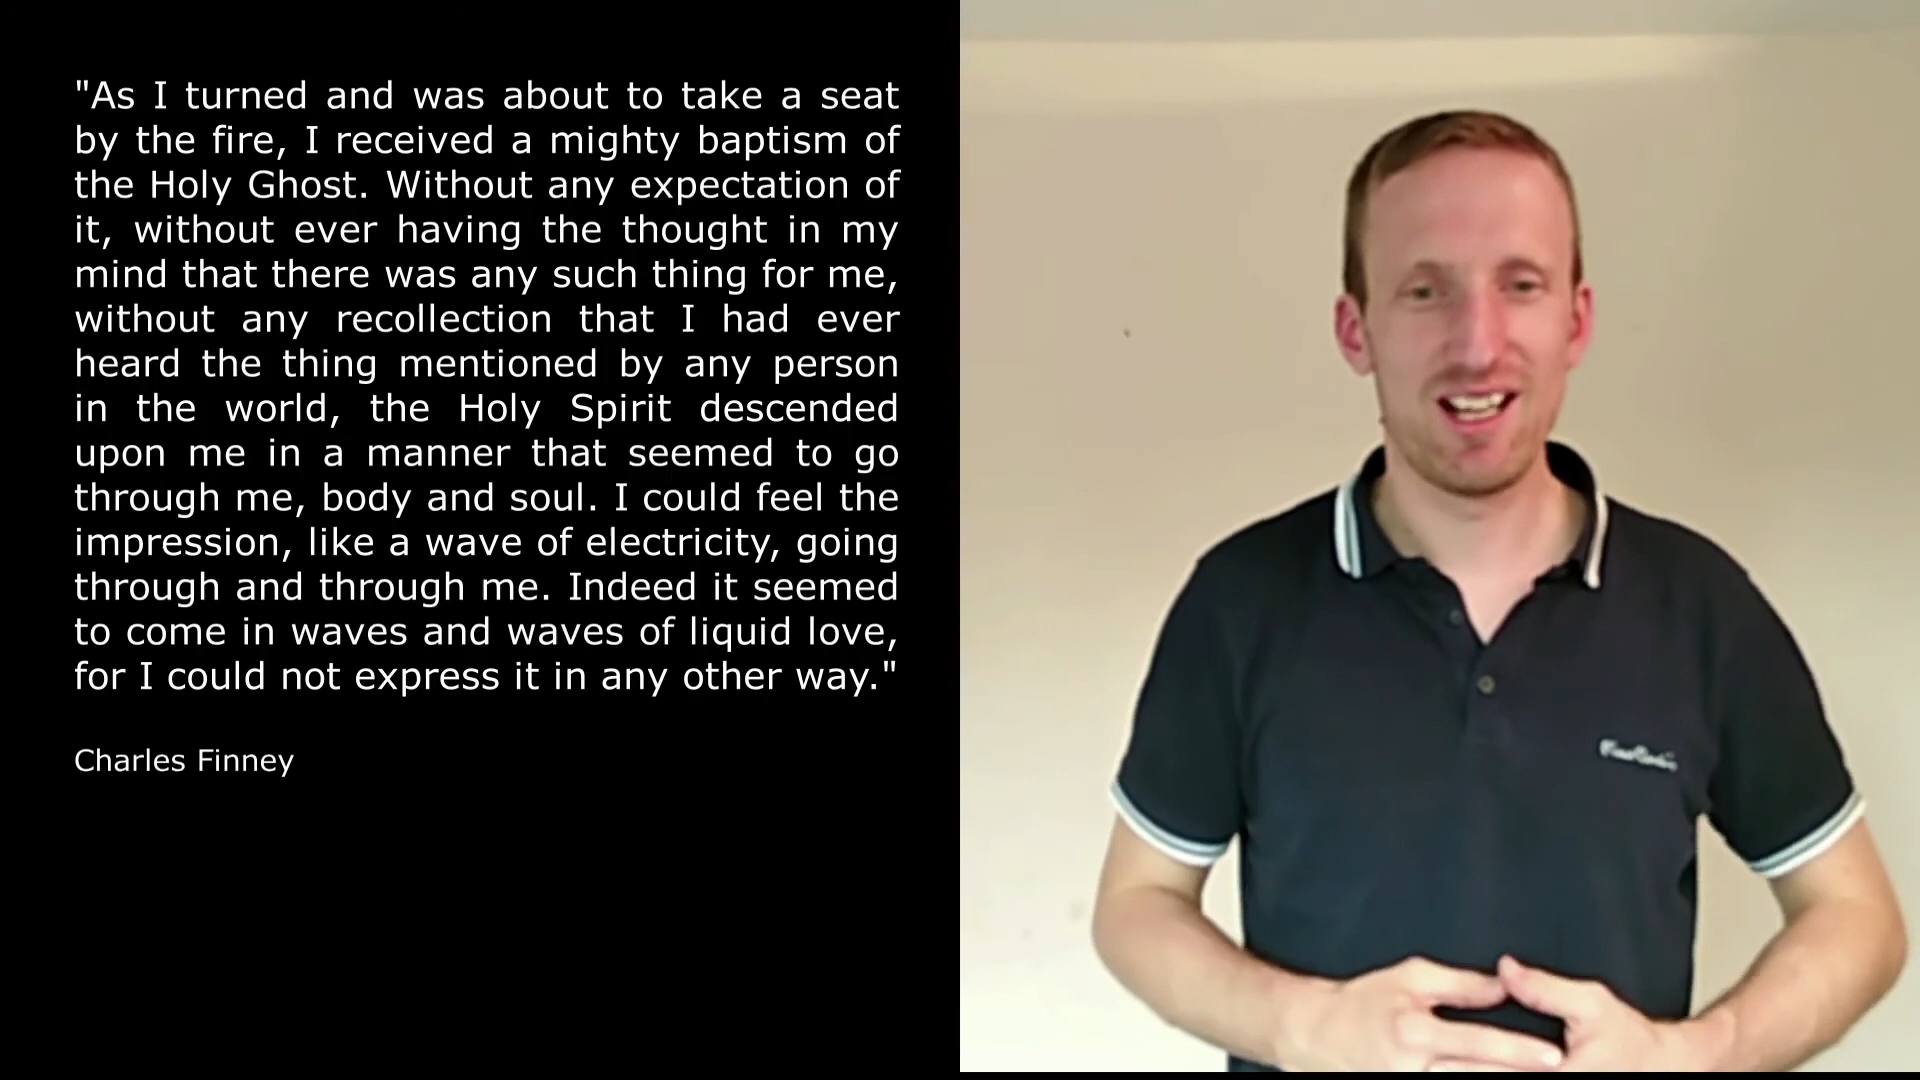 "As I turned and was about to take a seat
by the fire, I received a mighty baptism of
the Holy Ghost. Without any expectation of
it, without ever having the thought in my
mind that there was any such thing for me,
without any recollection that I had ever
heard the thing mentioned by any person
in the world, the Holy Spirit descended
upon me in a manner that seemed to go
through me, body and soul. I could feel the
impression, like a wave of electricity, going
through and through me. Indeed it seemed
to come in waves and waves of liquid love,
for I could not express it in any other way."
Charles Finney